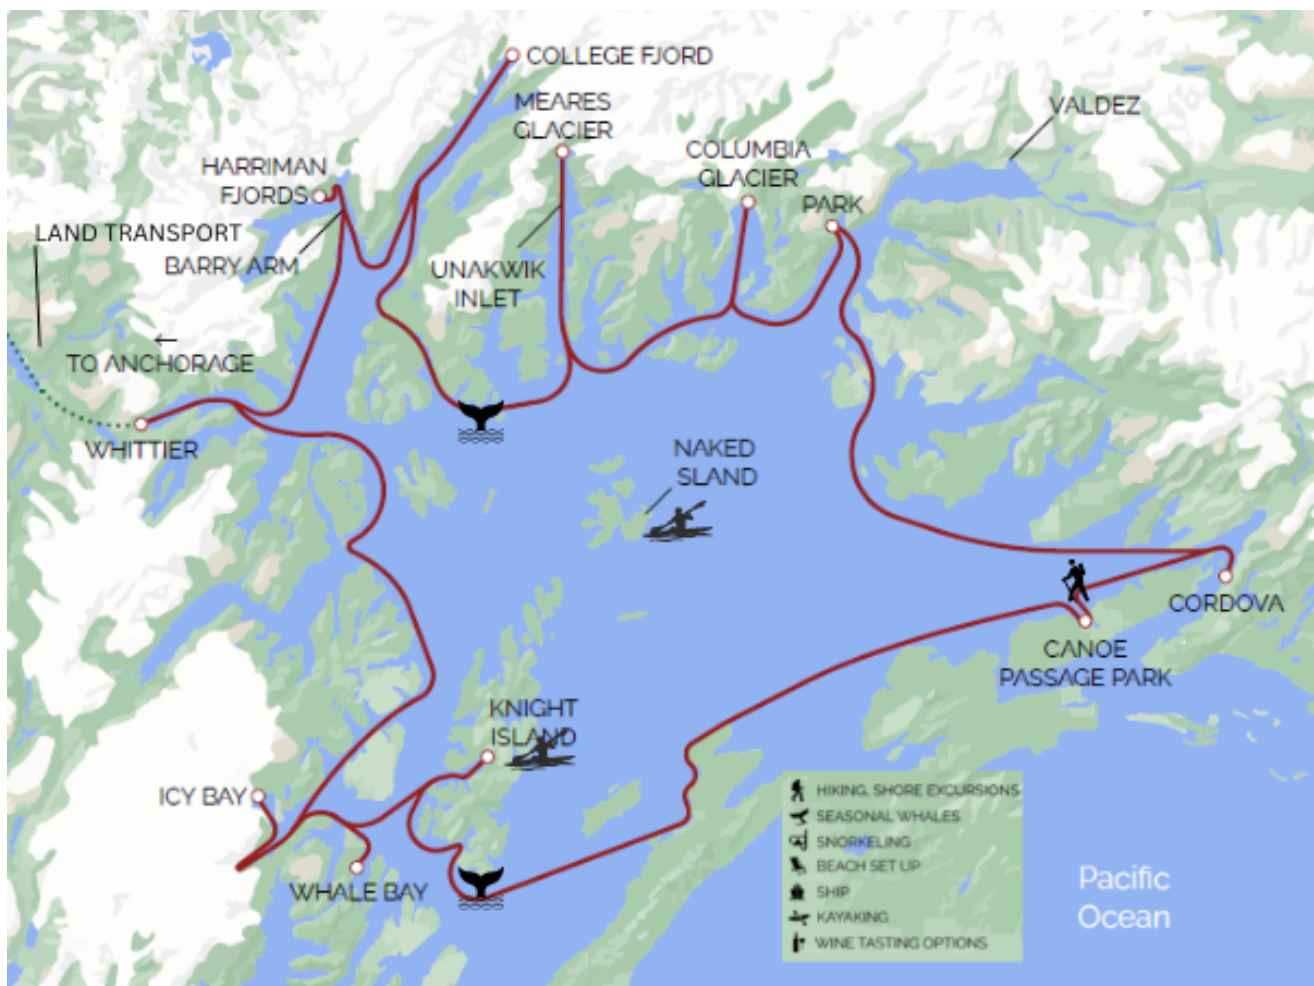 COLLEGE FJORD
MEARES
GLACIER
VALDEZ
COLUMBIA
GLACIER
HARRIMAN
FJORDS
PARK
LAND TRANSPORT
BARRY ARM
UNAKWIK
INLET
←
TO ANCHORAGE
WHITTIER
NAKED
SLAND
CORDOVA
CANOE
PASSAGE PARK
KNIGHT
ISLAND
ICY BAY
WHALE BAY
HIKING, SHORE EXCURSIONS
SEASONAL WHALES
SNORKELING
BEACH SET UP
SHIP
KAYAKING
WINE TASTING OPTIONS
Pacific
Ocean